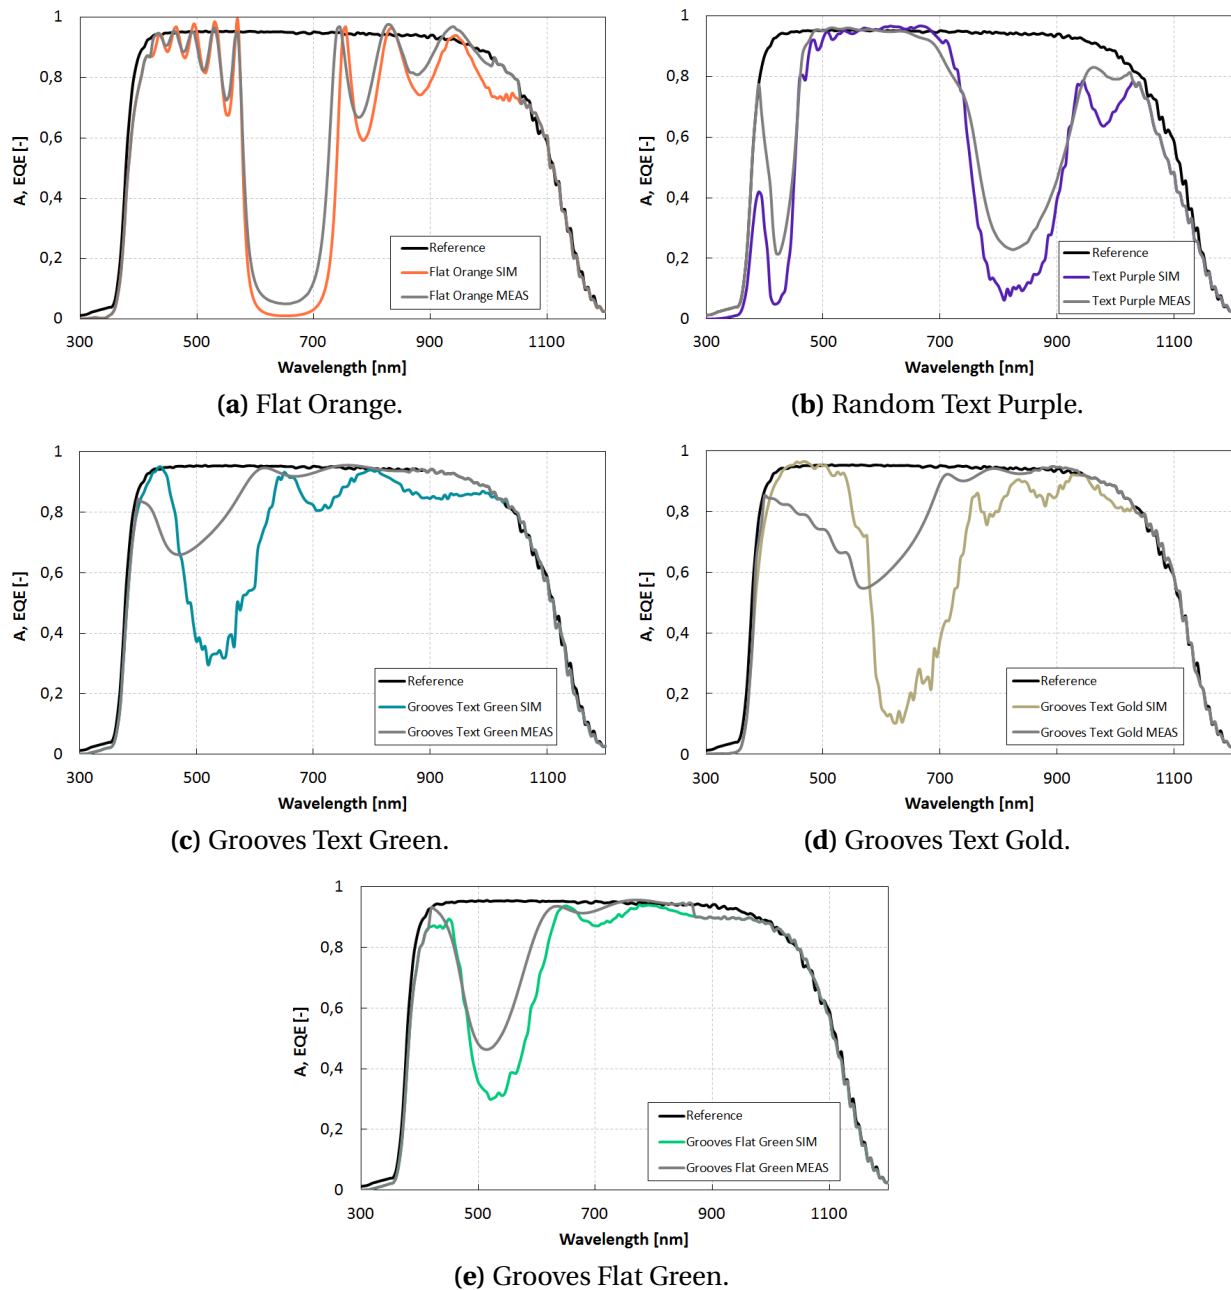 1
0,8
0,6
0,4
0,2
0
A, EQE [-]
Reference
Flat Orange SIM
Flat Orange MEAS
300 500 700 900 1100
Wavelength [nm]
(a) Flat Orange.
1
0,8
0,6
0,4
0,2
0
A, EQE [-]
Reference
Text Purple SIM
Text Purple MEAS
300 500 700 900 1100
Wavelength [nm]
(b) Random Text Purple.
1
0,8
0,6
0,4
0,2
0
A, EQE [-]
Reference
Grooves Text Green SIM
Grooves Text Green MEAS
300 500 700 900 1100
Wavelength [nm]
(c) Grooves Text Green.
1
0,8
0,6
0,4
0,2
0
A, EQE [-]
Reference
Grooves Text Gold SIM
Grooves Text Gold MEAS
300 500 700 900 1100
Wavelength [nm]
(d) Grooves Text Gold.
1
0,8
0,6
0,4
0,2
0
A, EQE [-]
Reference
Grooves Flat Green SIM
Grooves Flat Green MEAS
300 500 700 900 1100
Wavelength [nm]
(e) Grooves Flat Green.